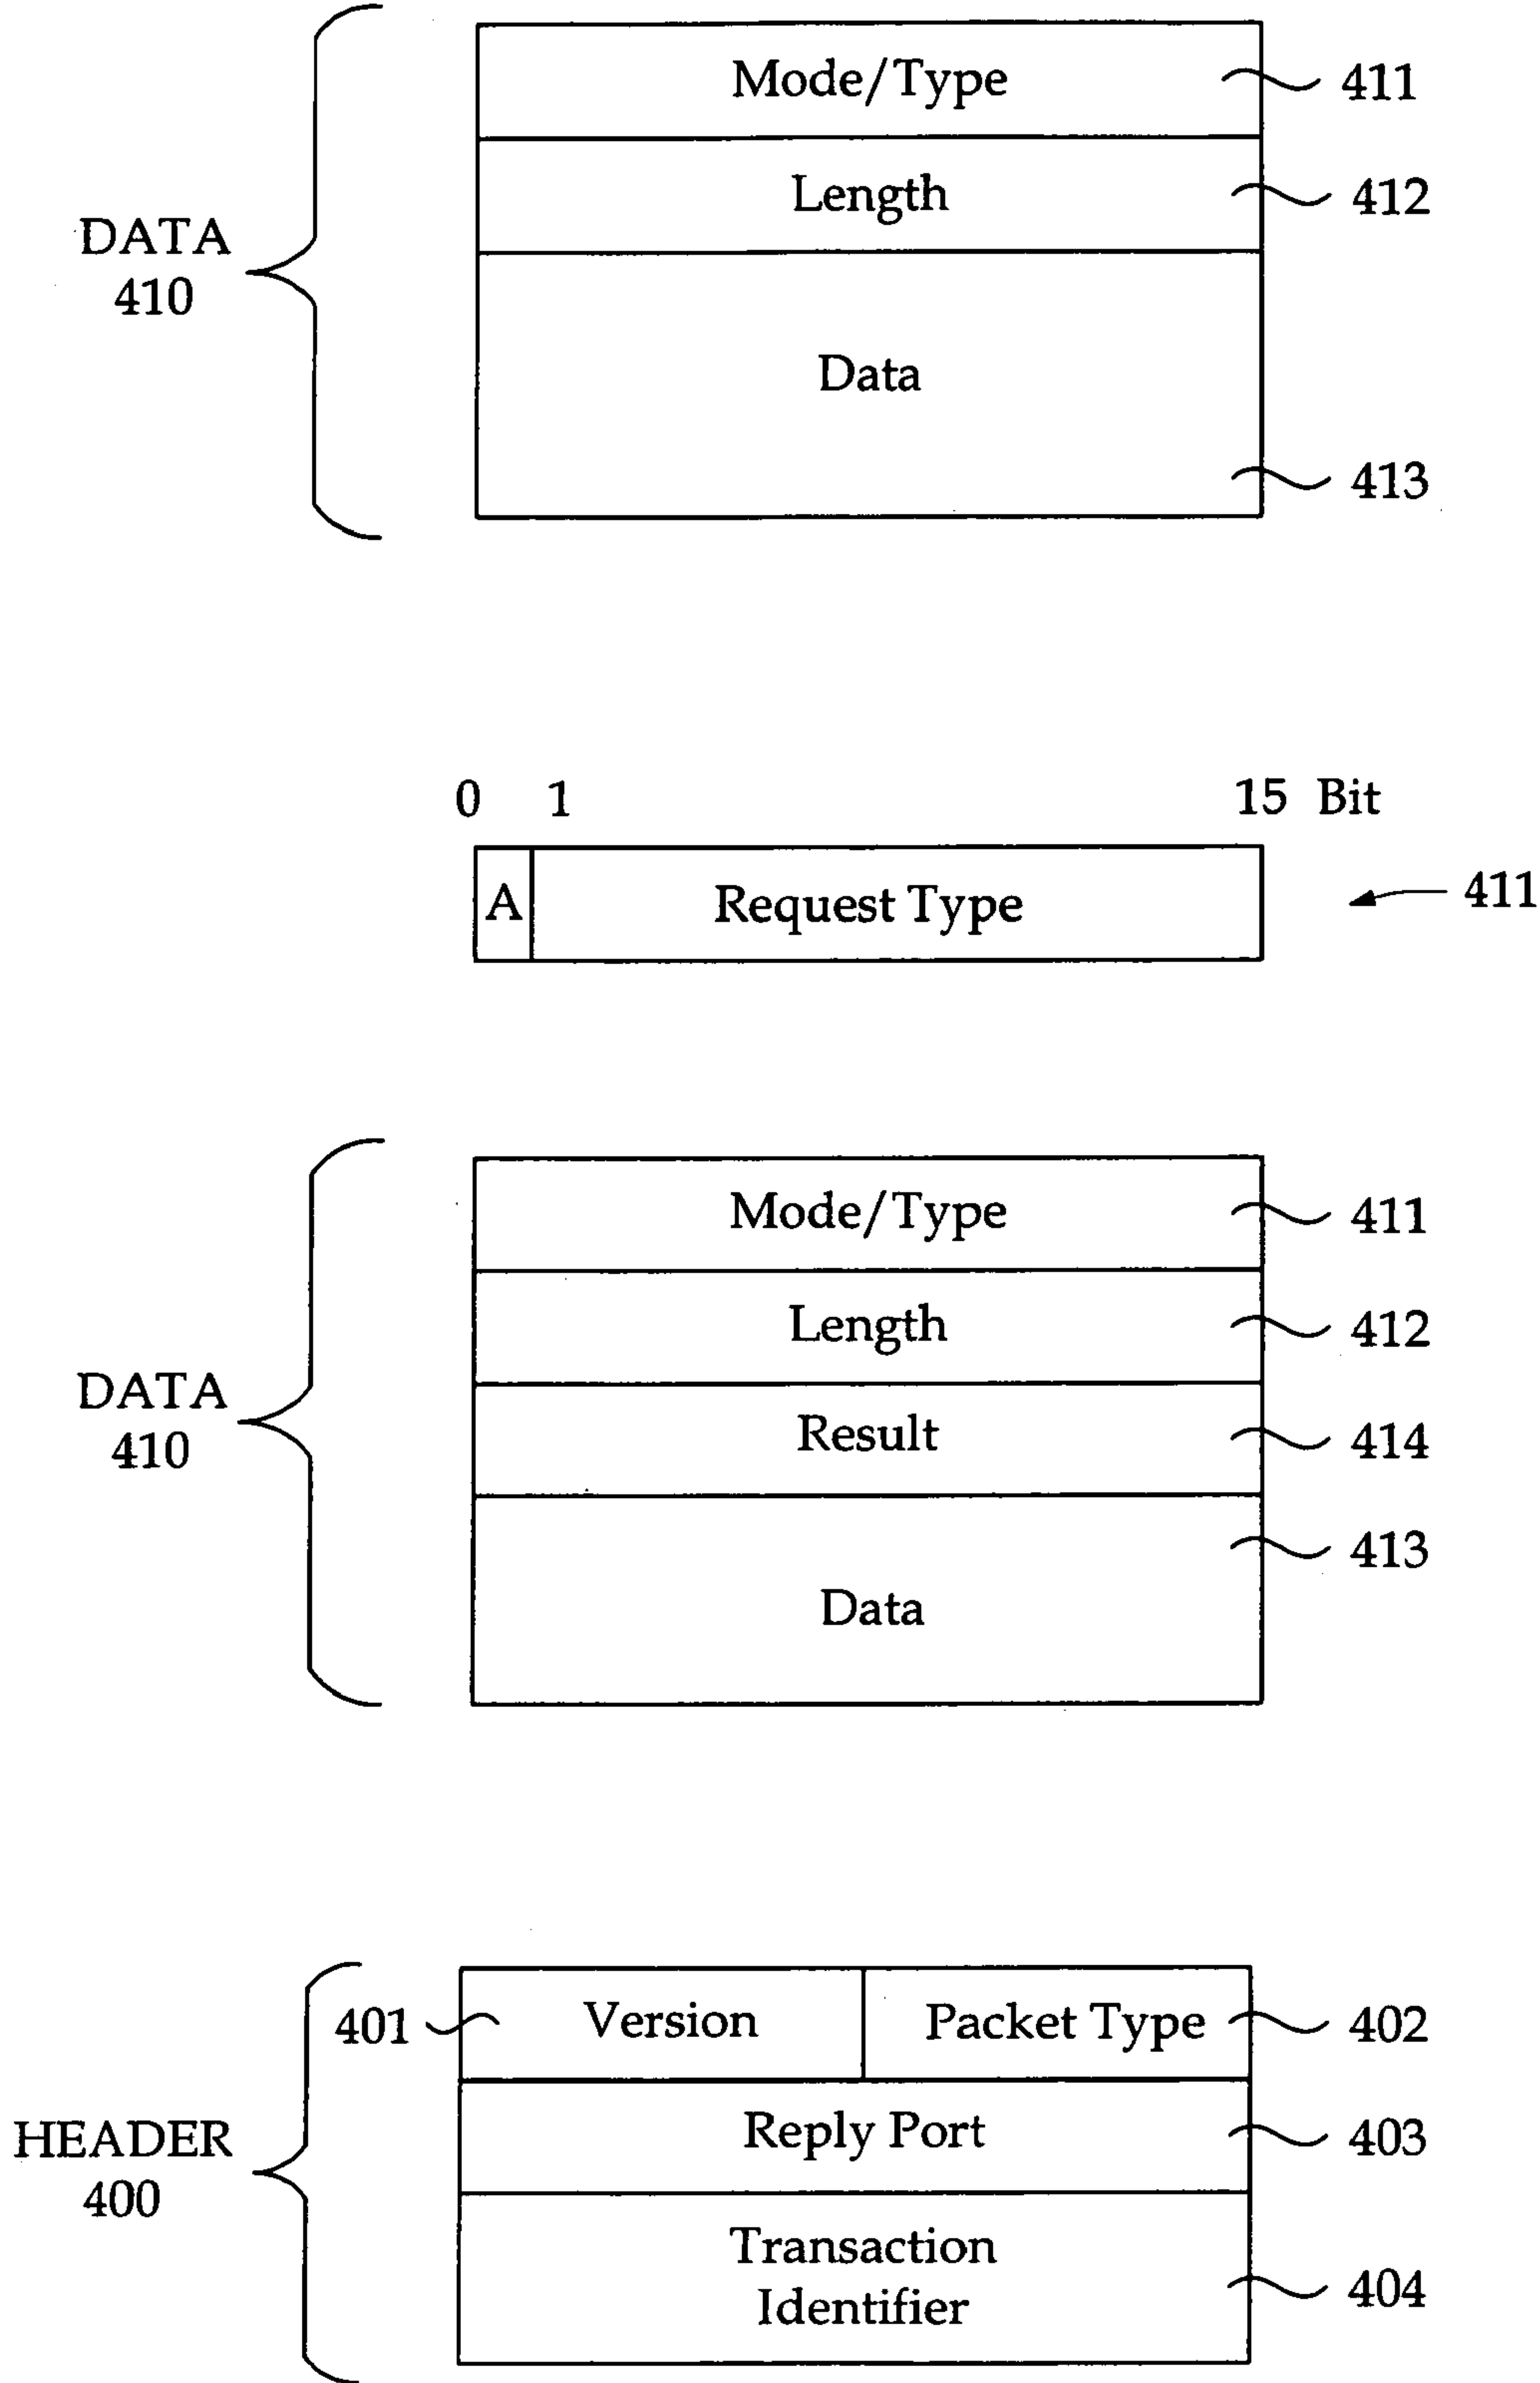 Mode/Type 411
Length 412
DATA
410
Data
413
0 1 15 Bit
A Request Type 411
Mode/Type 411
Length 412
DATA
410
Result 414
413
Data
401 Version Packet Type 402
Reply Port 403
HEADER
400
Transaction
Identifier
404